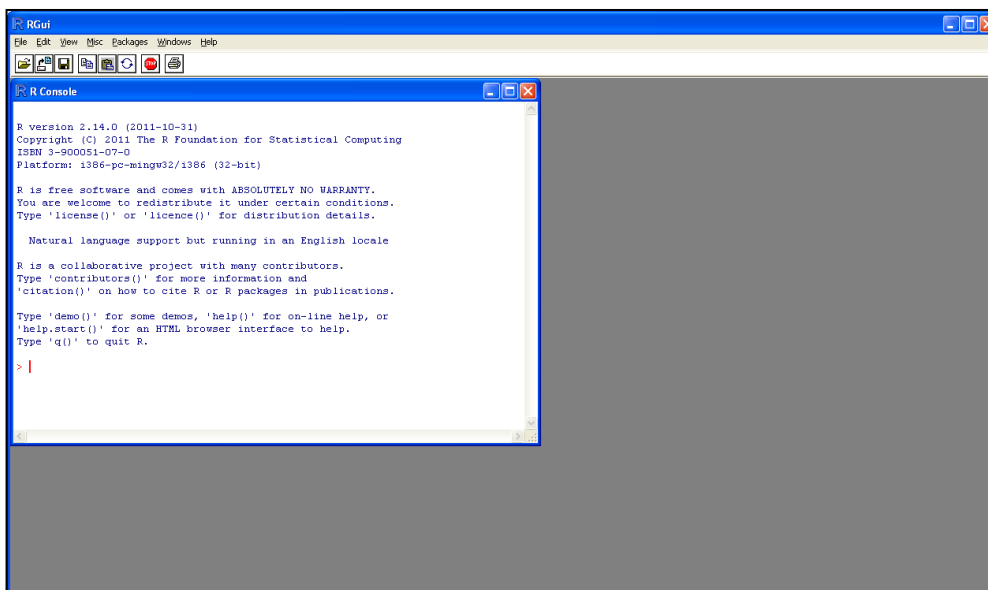 RGui
File Edit View Misc Packages Windows Help
STOP
R Console
R version 2.14.0 (2011-10-31)
Copyright (C) 2011 The R Foundation for Statistical Computing
ISBN 3-900051-07-0
Platform: i386-pc-mingw32/i386 (32-bit)
R is free software and comes with ABSOLUTELY NO WARRANTY.
You are welcome to redistribute it under certain conditions.
Type 'license()' or 'licence()' for distribution details.
Natural language support but running in an English locale
R is a collaborative project with many contributors.
Type 'contributors()' for more information and
'citation()' on how to cite R or R packages in publications.
Type 'demo()' for some demos, 'help()' for on-line help, or
'help.start()' for an HTML browser interface to help.
Type 'q()' to quit R.
>